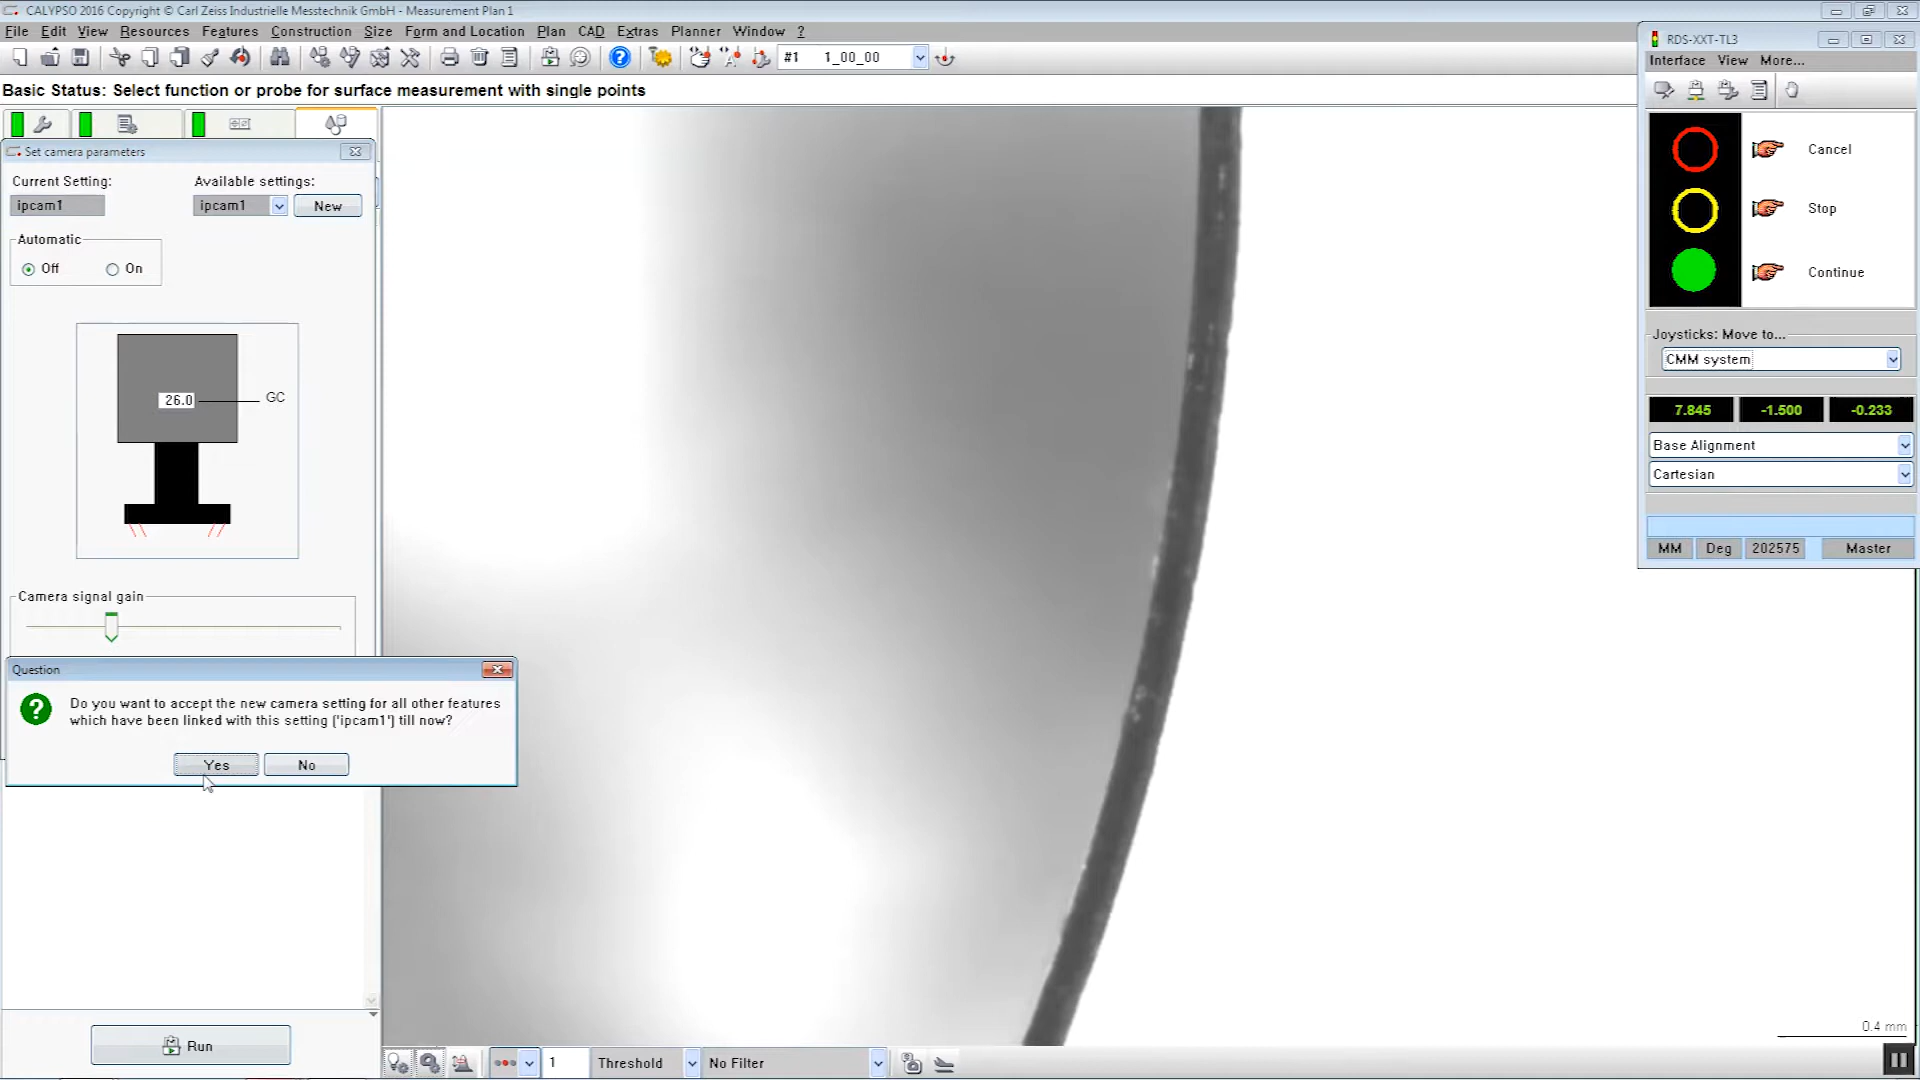 CALYPSO 2016 Copyright © Carl Zeiss Industrielle Messtechnik GmbH - Measurement Plan 1
File Edit View Resources Features Construction Size Form and Location Plan CAD Extras Planner Window ?
#1 1_00_00
Basic Status: Select function or probe for surface measurement with single points
Set camera parameters
Current Setting: Available settings:
ipcam1 ipcam1 New
Automatic
Off On
26.0 GC
Camera signal gain
Question
Do you want to accept the new camera setting for all other features
which have been linked with this setting ('ipcam1') till now?
Yes No
Run
1 Threshold No Filter
0.4 mm
RDS-XXT-TL3
Interface View More...
Cancel
Stop
Continue
Joysticks: Move to...
CMM system
7.845 -1.500 -0.233
Base Alignment
Cartesian
MM Deg 202575 Master